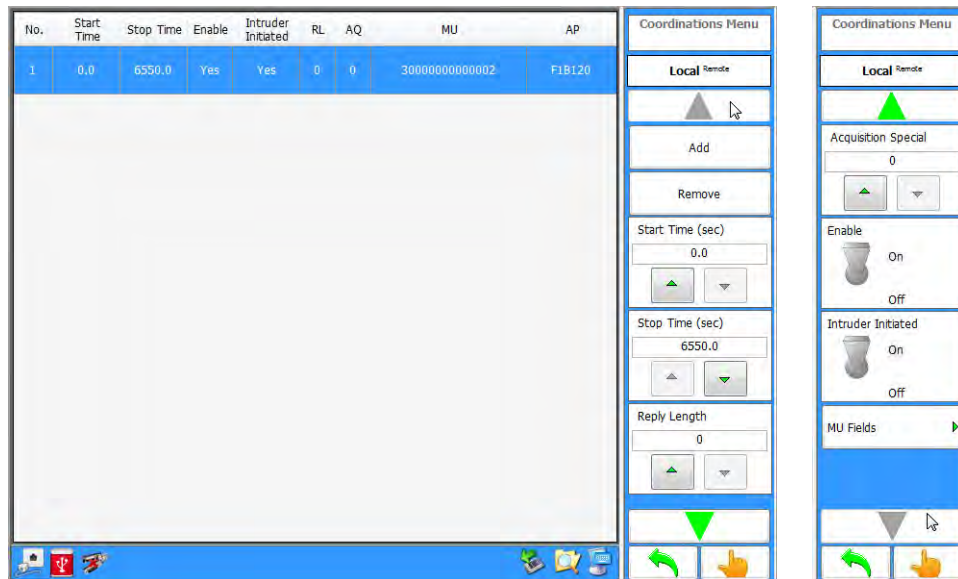 No. Start Time Stop Time Enable Intruder Initiated RL AQ MU AP
1 0.0 6550.0 Yes Yes 0 0 30000000000002 F1B120
Coordinations Menu
Local Remote
Add
Remove
Start Time (sec)
0.0
Stop Time (sec)
6550.0
Reply Length
0
Coordinations Menu
Local Remote
Acquisition Special
0
Enable
On
Off
Intruder Initiated
On
Off
MU Fields